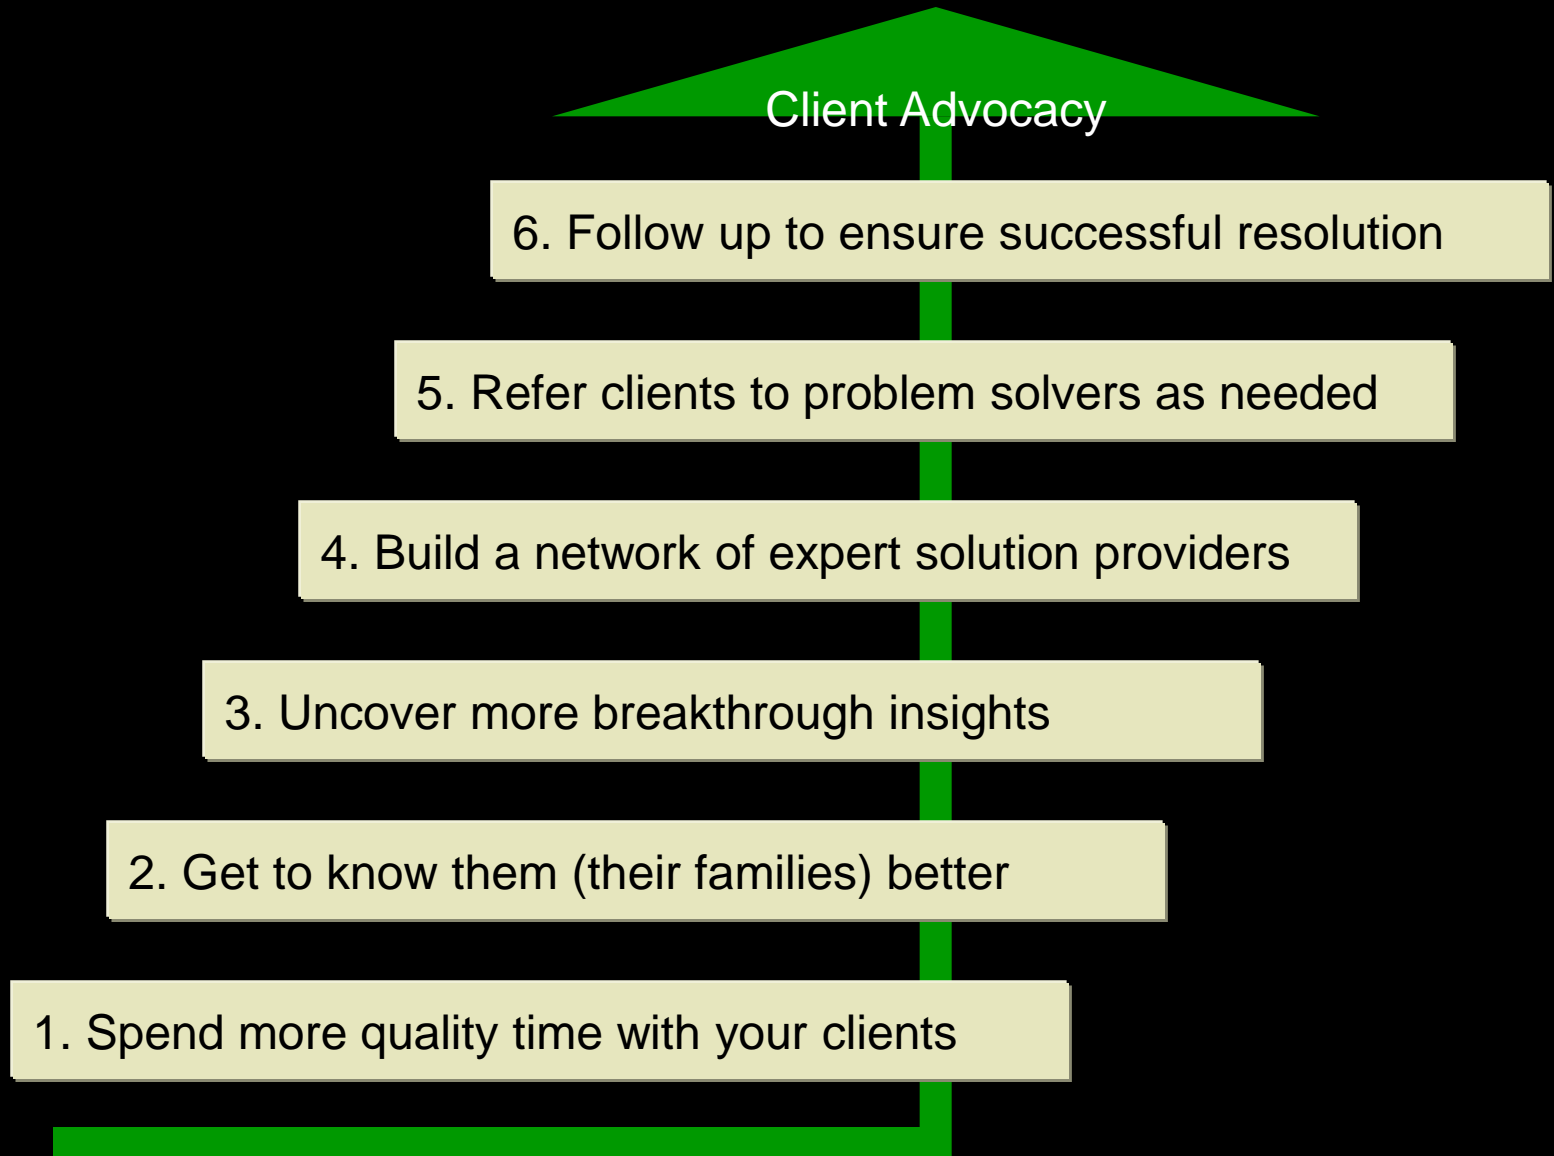 Client Advocacy
6. Follow up to ensure successful resolution
5. Refer clients to problem solvers as needed
4. Build a network of expert solution providers
3. Uncover more breakthrough insights
2. Get to know them (their families) better
1. Spend more quality time with your clients